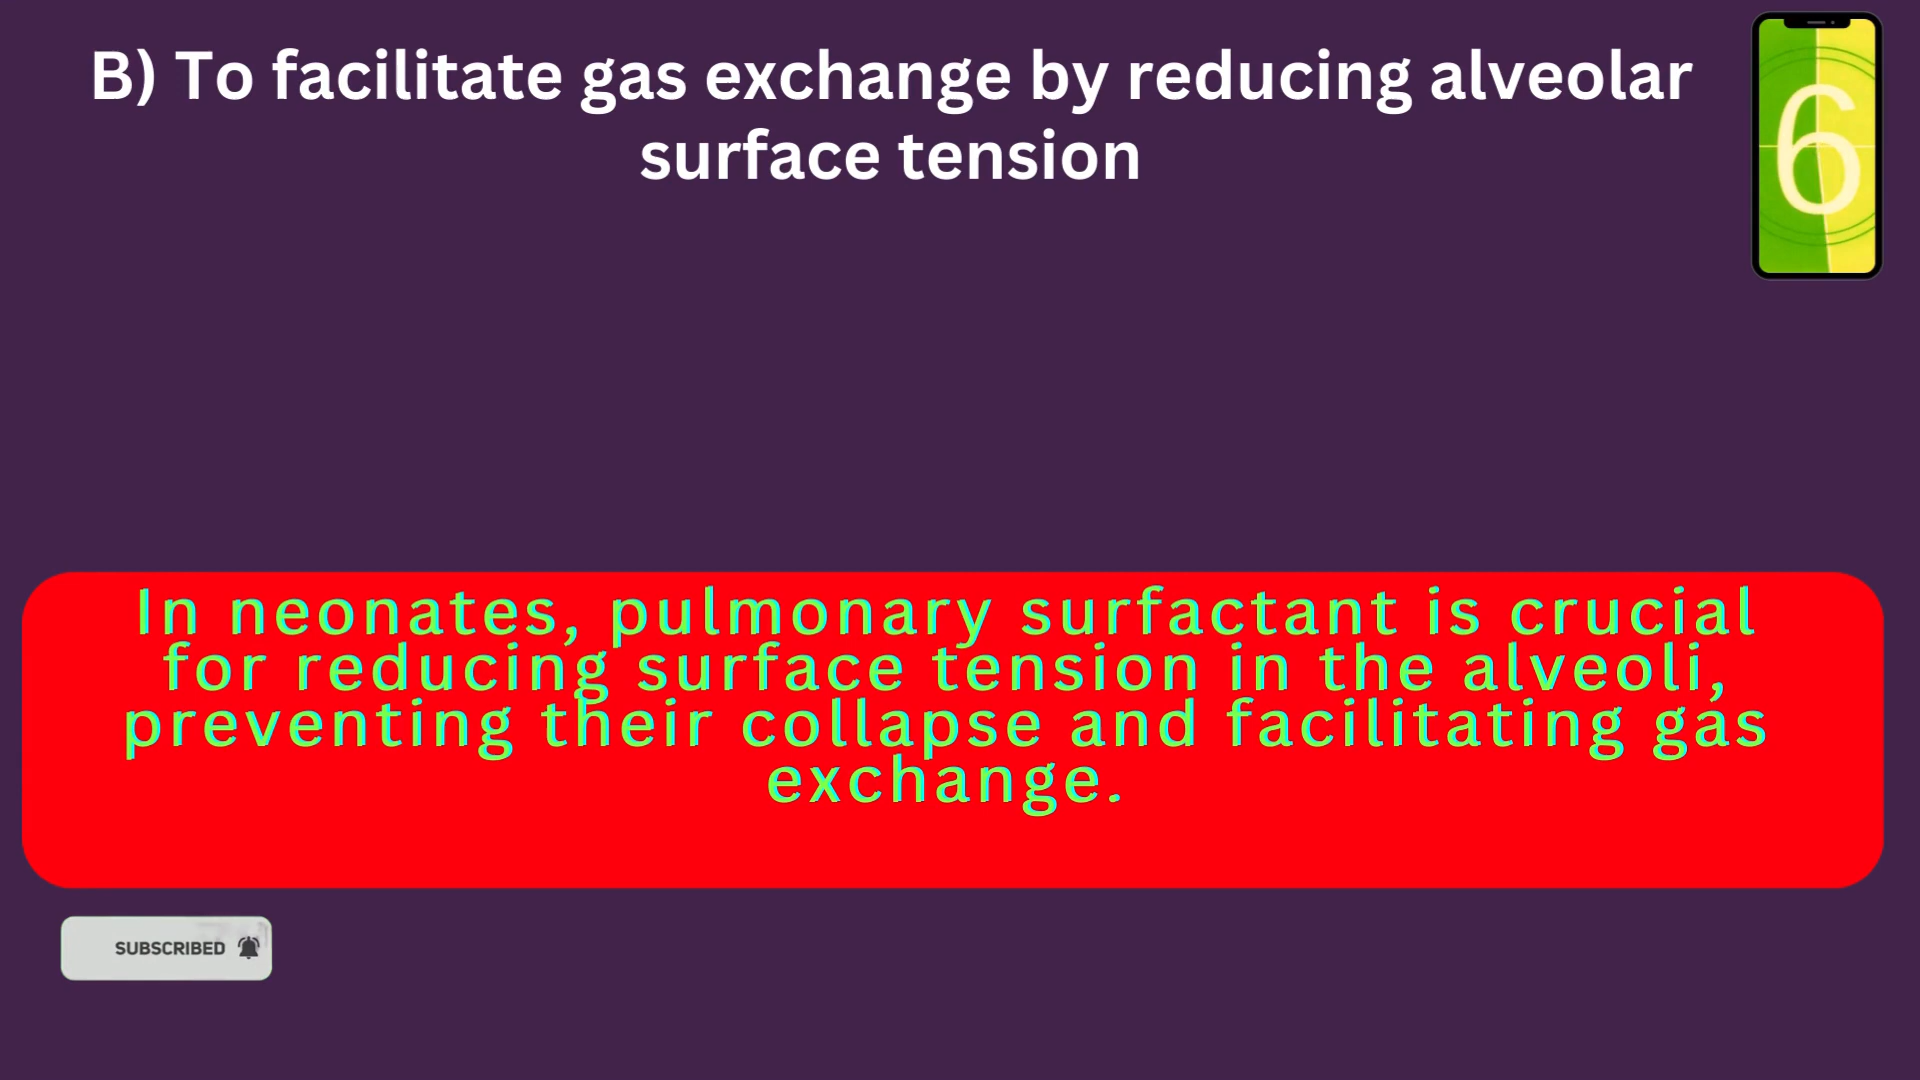 B) To facilitate gas exchange by reducing alveolar
surface tension
6
In neonates, pulmonary surfactant is crucial
for reducing surface tension in the alveoli,
preventing their collapse and facilitating gas
exchange.
SUBSCRIBED